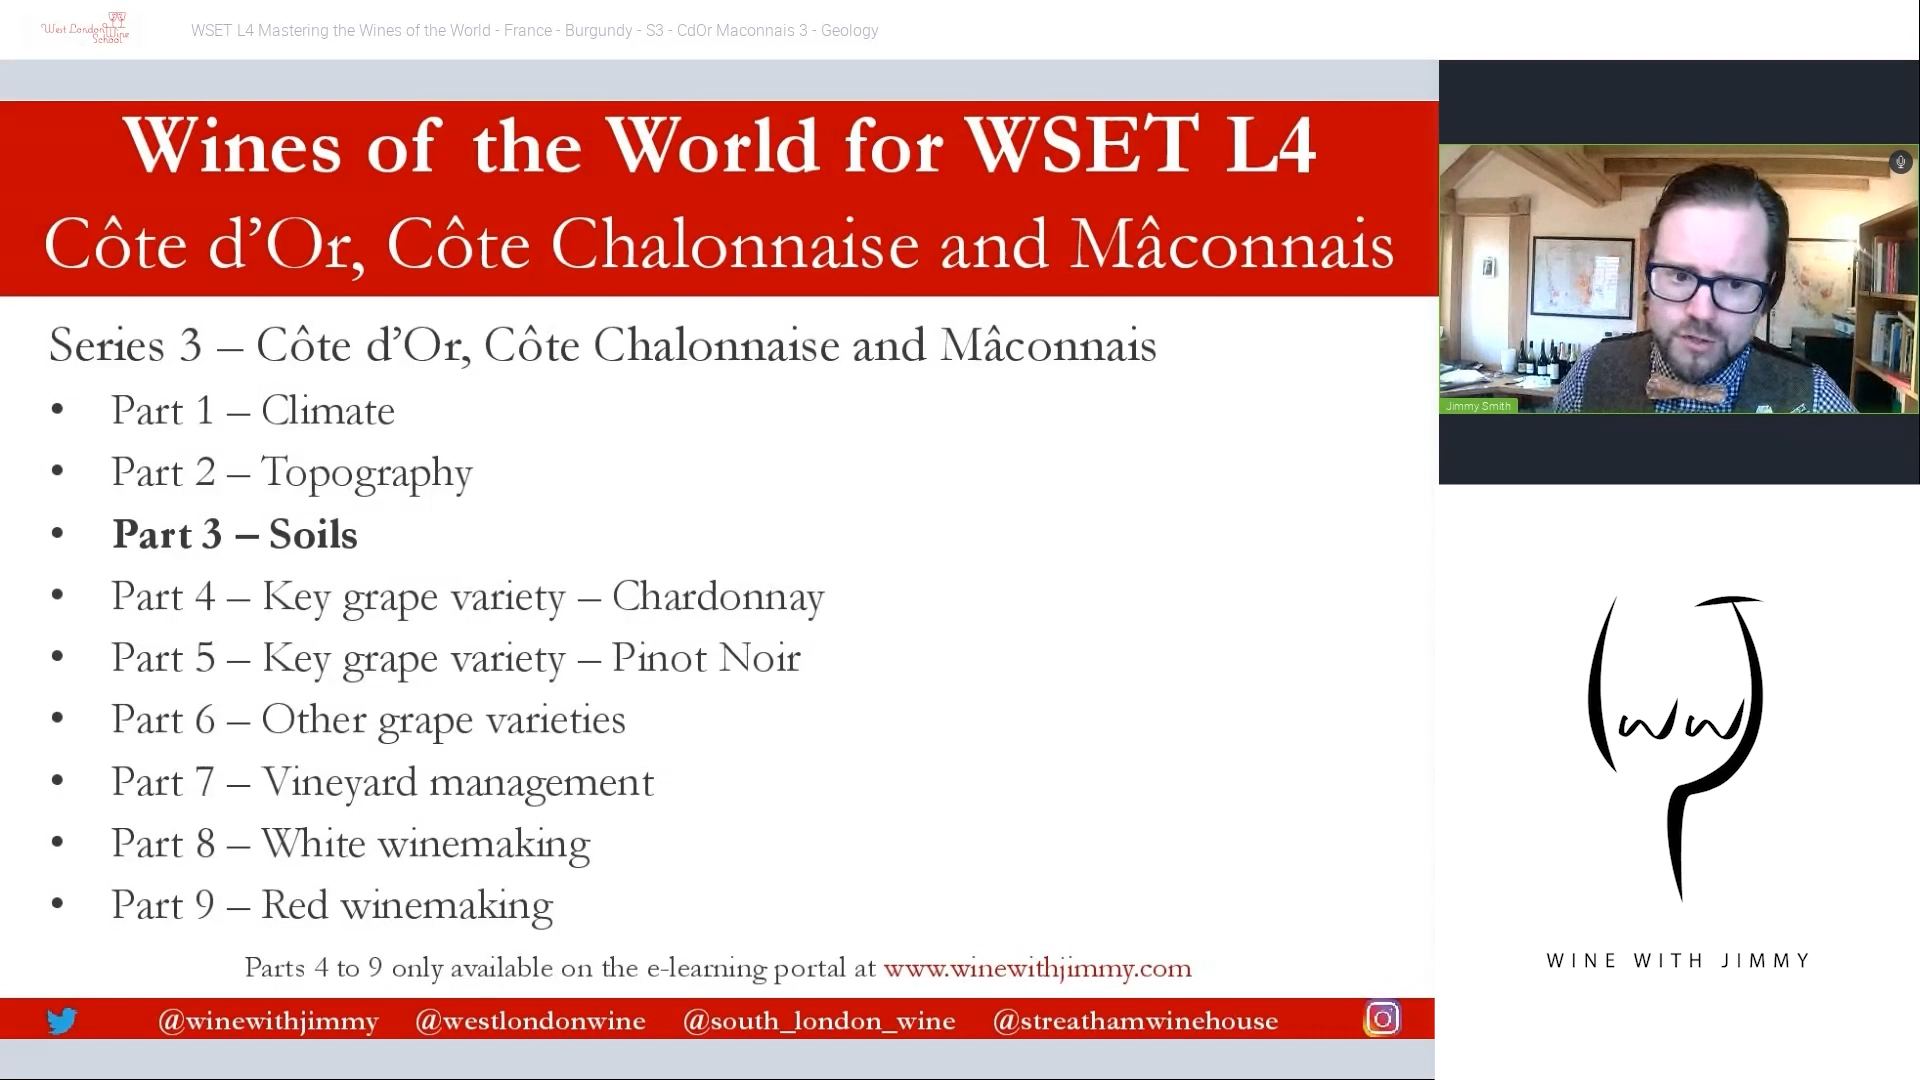 West London Wine School
WSET L4 Mastering the Wines of the World - France - Burgundy - S3 - CdOr Maconnais 3 - Geology
Wines of the World for WSET L4
Côte d’Or, Côte Chalonnaise and Mâconnais
Series 3 – Côte d’Or, Côte Chalonnaise and Mâconnais
• Part 1 – Climate
• Part 2 – Topography
• Part 3 – Soils
• Part 4 – Key grape variety – Chardonnay
• Part 5 – Key grape variety – Pinot Noir
• Part 6 – Other grape varieties
• Part 7 – Vineyard management
• Part 8 – White winemaking
• Part 9 – Red winemaking
Parts 4 to 9 only available on the e-learning portal at www.winewithjimmy.com
@winewithjimmy @westlondonwine @south_london_wine @streathamwinehouse
Jimmy Smith
WINE WITH JIMMY